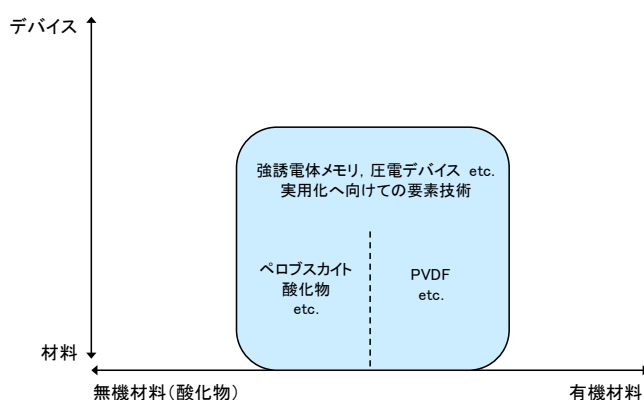 デバイス
強誘電体メモリ, 圧電デバイス etc.
実用化へ向けての要素技術
ペロブスカイト
酸化物
etc.
PVDF
etc.
材料
無機材料(酸化物)
有機材料